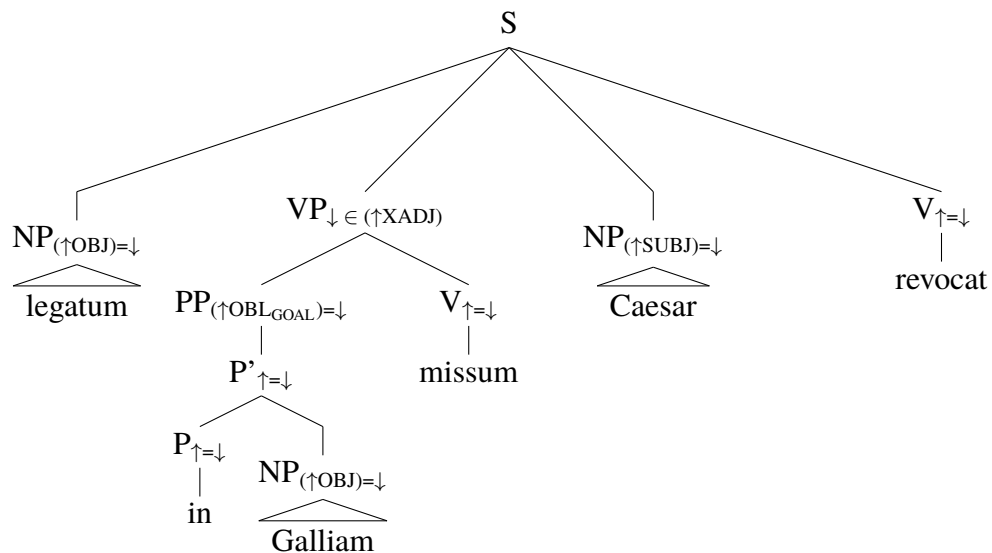 S
NP(↑OBJ)=↓ VP↓ ∈ (↑XADJ) NP(↑SUBJ)=↓ V↑=↓
legatum PP(↑OBLGOAL)=↓ V↑=↓ Caesar revocat
P’↑=↓ missum
P↑=↓ NP(↑OBJ)=↓
in Galliam